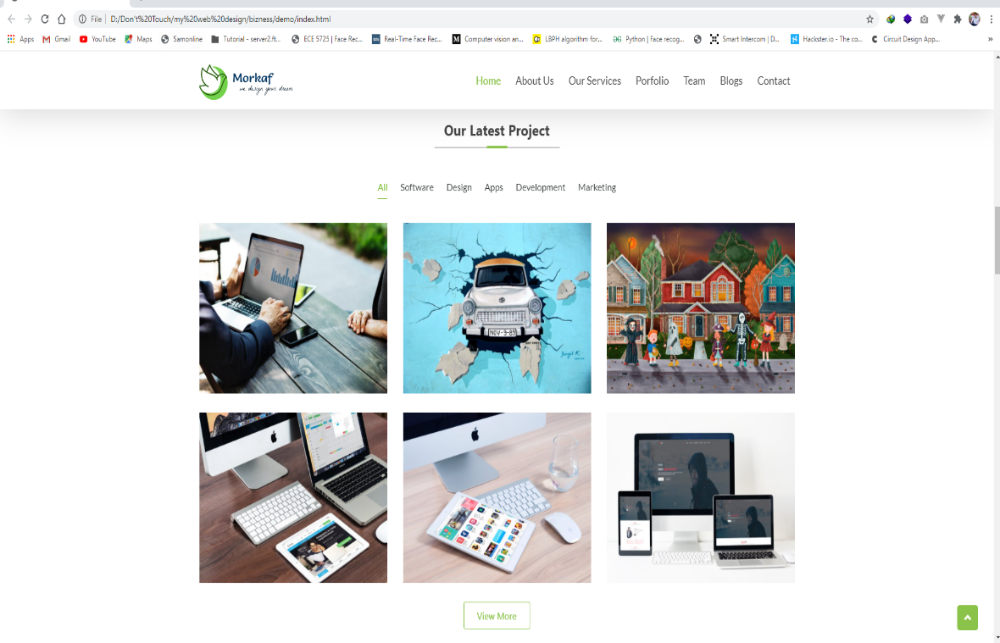 File D:/Don't%20Touch/my%20web%20design/bizness/demo/index.html
Apps Gmail YouTube Maps Samonline Tutorial - server2.ft... ECE 5725 | Face Rec... Real-Time Face Rec... Computer vision an... LBPH algorithm for... Python | Face recog... Smart Intercom | D... Hackster.io - The co... Circuit Design App... »
Morkaf
we design your dream
Home About Us Our Services Porfolio Team Blogs Contact
Our Latest Project
All Software Design Apps Development Marketing
NOV•9-89
Birgit K.
View More